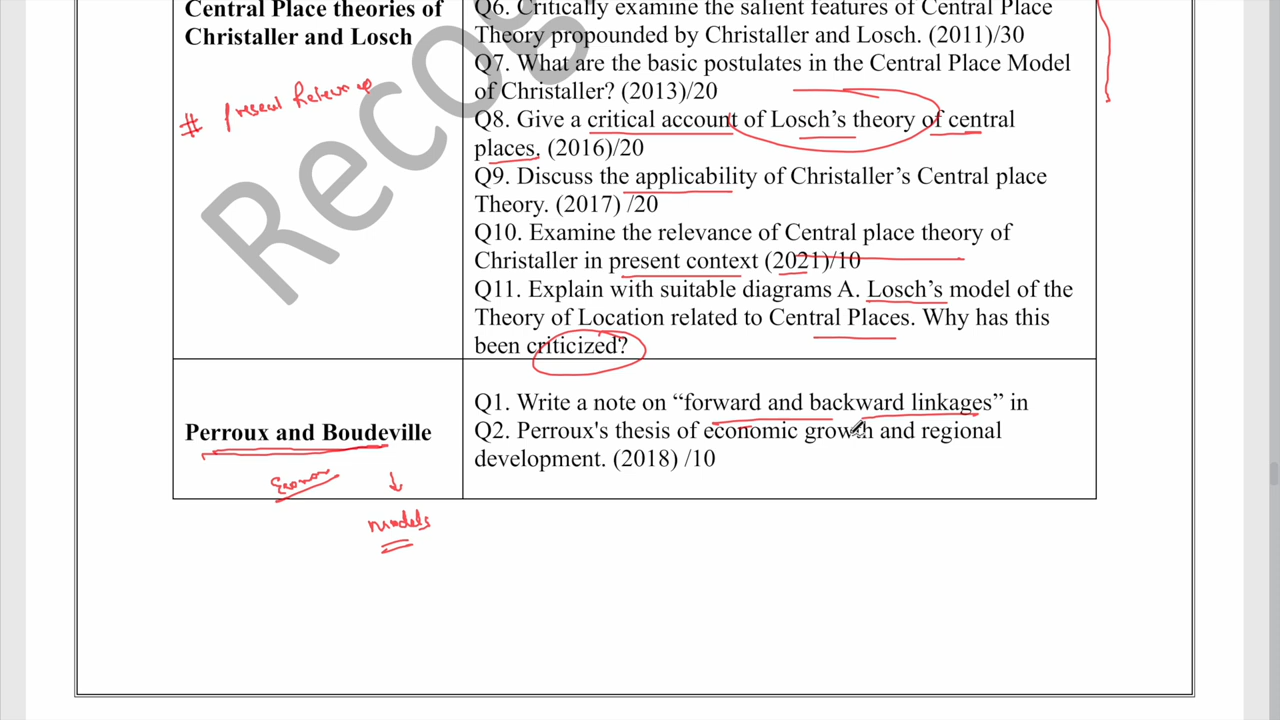 Central Place theories of
Christaller and Losch
# present Relevance
Q6. Critically examine the salient features of Central Place
Theory propounded by Christaller and Losch. (2011)/30
Q7. What are the basic postulates in the Central Place Model
of Christaller? (2013)/20
Q8. Give a critical account of Losch’s theory of central
places. (2016)/20
Q9. Discuss the applicability of Christaller’s Central place
Theory. (2017) /20
Q10. Examine the relevance of Central place theory of
Christaller in present context (2021)/10
Q11. Explain with suitable diagrams A. Losch’s model of the
Theory of Location related to Central Places. Why has this
been criticized?
Perroux and Boudeville
models
Q1. Write a note on “forward and backward linkages” in
Q2. Perroux's thesis of economic growth and regional
development. (2018) /10
Recog